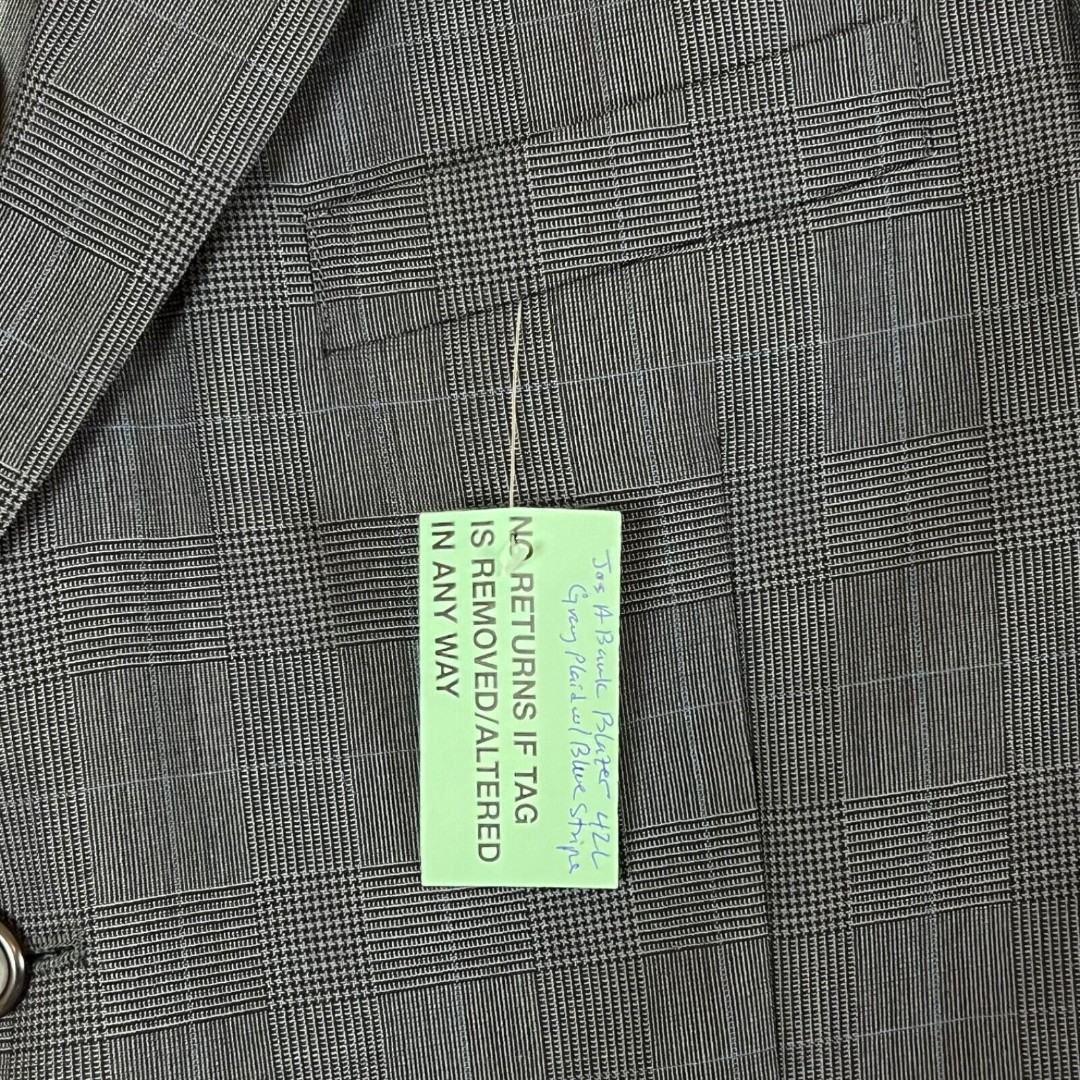 Jos A Bank Blazer 42L
Gray Plaid w/ Blue Stripe
NO RETURNS IF TAG
IS REMOVED/ALTERED
IN ANY WAY